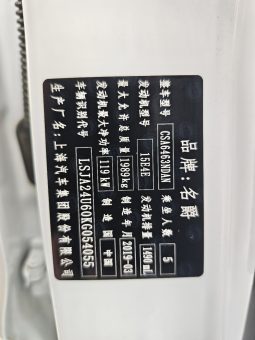 品牌：名爵
整车型号 CSA6463NDAN 乘坐人数 5
发动机型号 15E4E 发动机排量 1490 mL
最大允许总质量 1989kg 制造年月 2019-03
发动机最大净功率 119 kW 制造国 中国
车辆识别代号 LSJA24U60KG054055
生产厂名：上海汽车集团股份有限公司